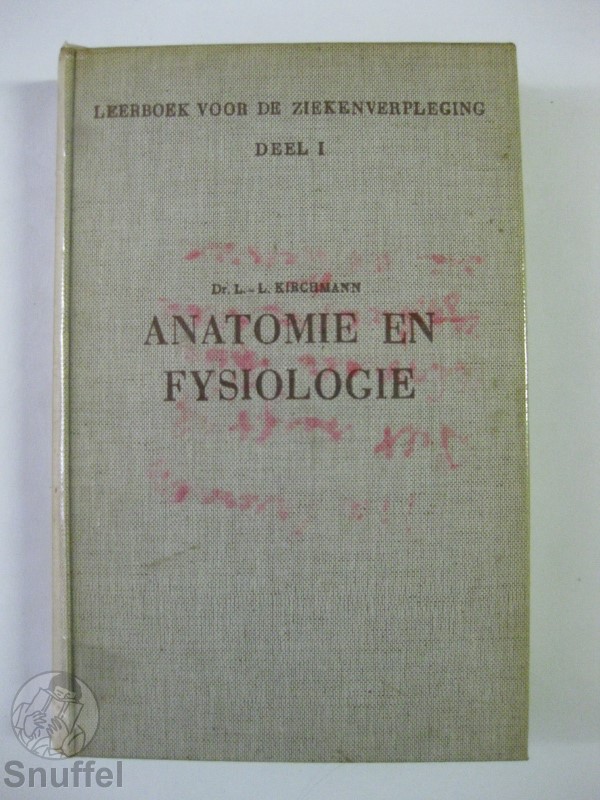 LEERBOEK VOOR DE ZIEKENVERPLEGING
DEEL I
Dr. L.-L. KIRCHMANN
ANATOMIE EN
FYSIOLOGIE
Snuffel